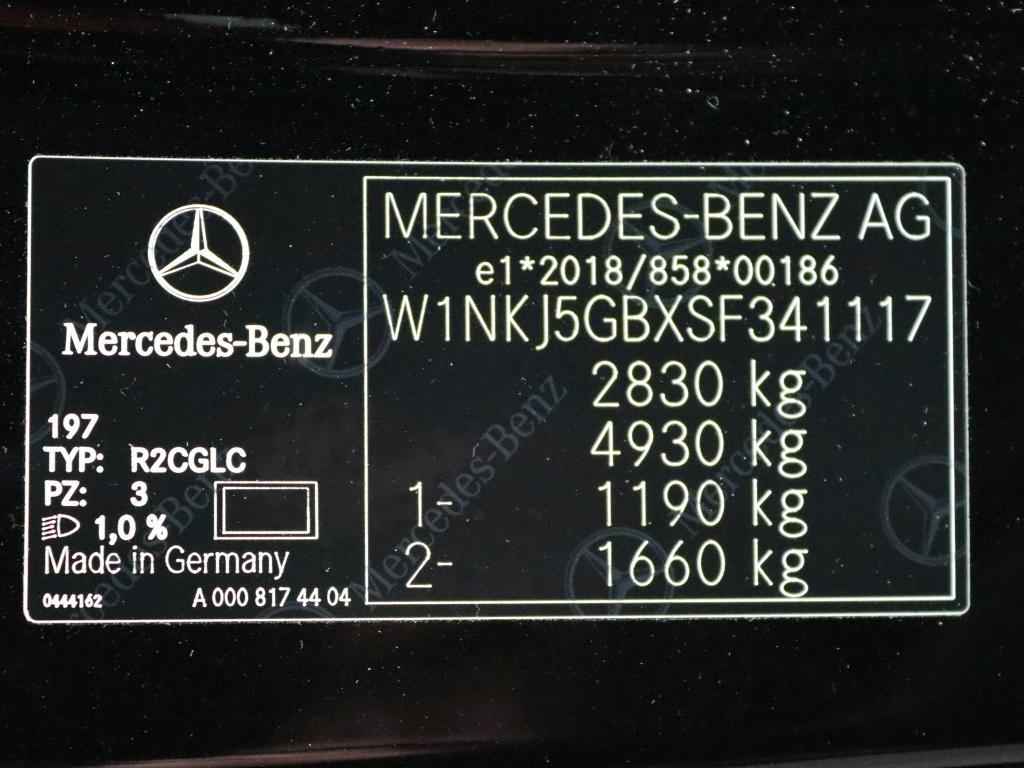 Mercedes-Benz
197
TYP: R2CGLC
PZ: 3
1,0 %
Made in Germany
0444162 A 000 817 44 04
MERCEDES-BENZ AG
e1*2018/858*00186
W1NKJ5GBXSF341117
2830 kg
4930 kg
1- 1190 kg
2- 1660 kg